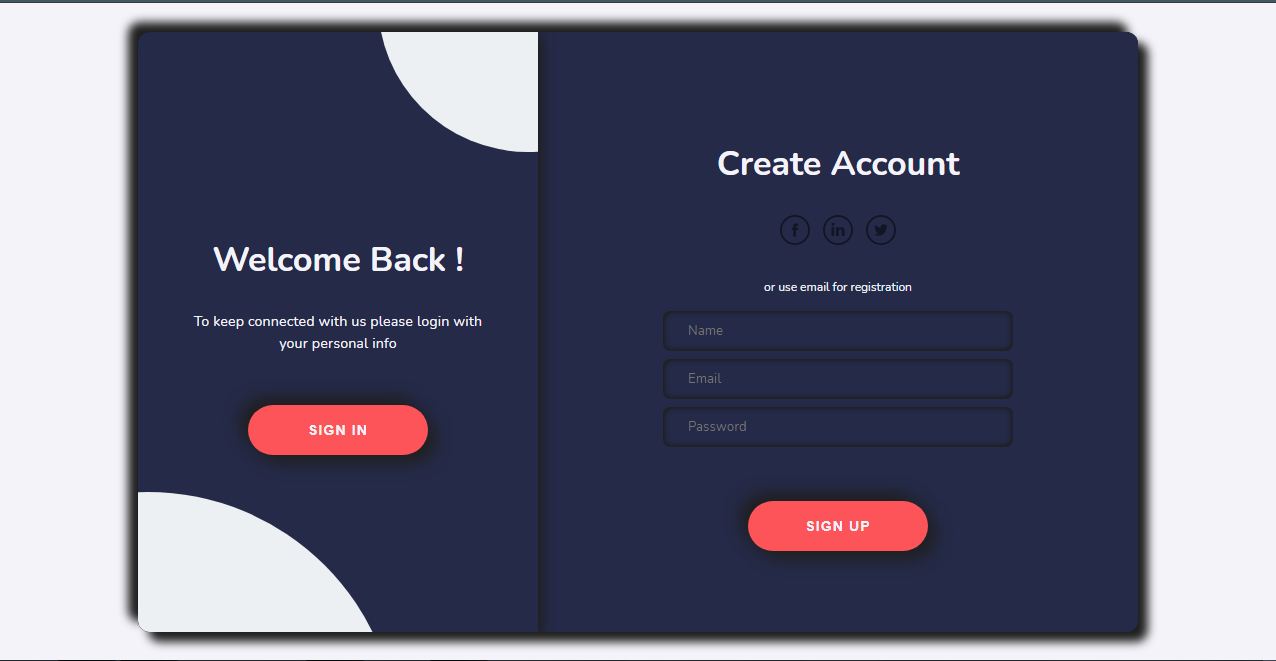 Welcome Back !
To keep connected with us please login with
your personal info
SIGN IN
Create Account
f
in
or use email for registration
Name
Email
Password
SIGN UP